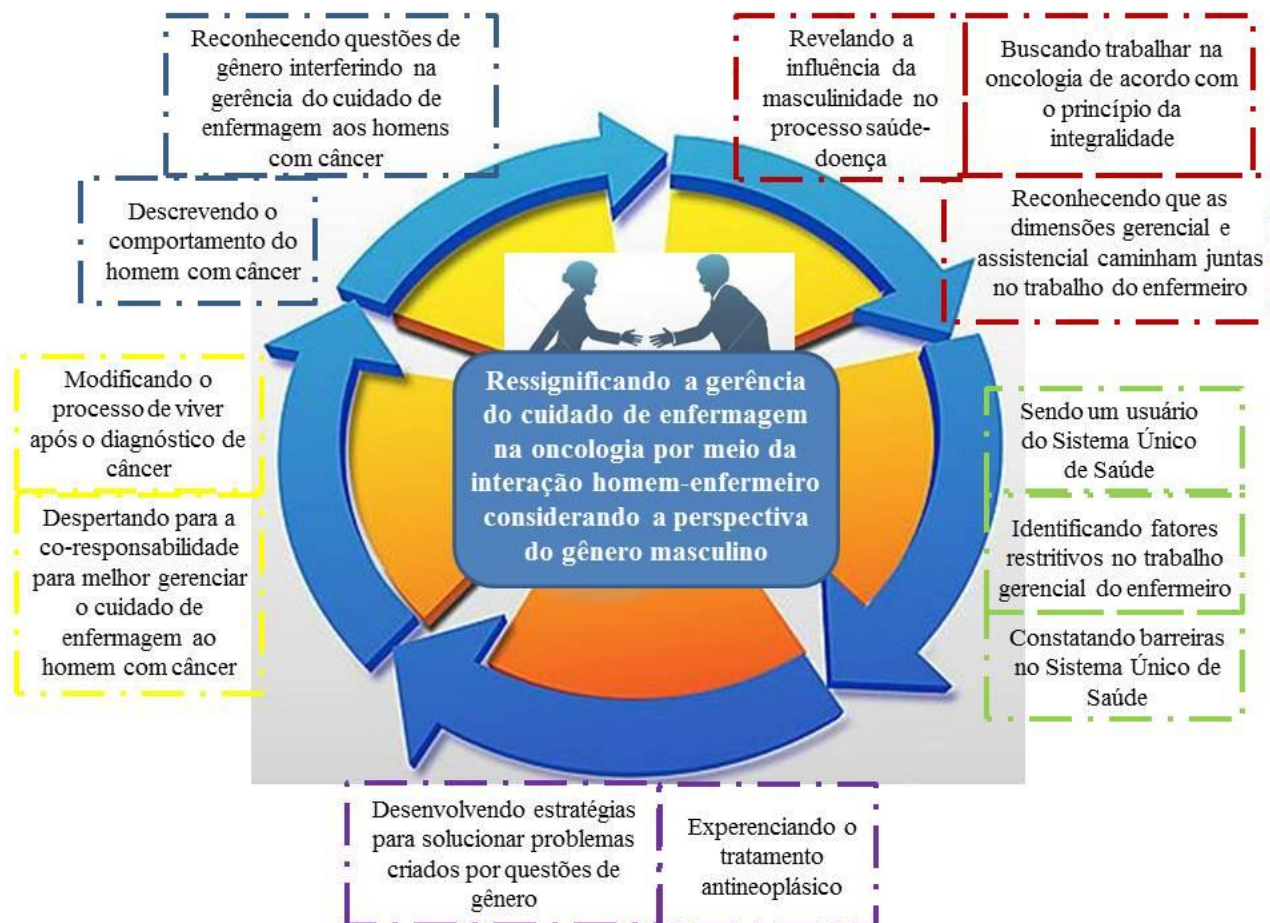 Reconhecendo questões de
gênero interferindo na
gerência do cuidado de
enfermagem aos homens
com câncer
Revelando a
influência da
masculinidade no
processo saúde-
doença
Buscando trabalhar na
oncologia de acordo com
o princípio da
integralidade
Descrevendo o
comportamento do
homem com câncer
Reconhecendo que as
dimensões gerencial e
assistencial caminham juntas
no trabalho do enfermeiro
Modificando o
processo de viver
após o diagnóstico de
câncer
Ressignificando a gerência
do cuidado de enfermagem
na oncologia por meio da
interação homem-enfermeiro
considerando a perspectiva
do gênero masculino
Sendo um usuário
do Sistema Único
de Saúde
Despertando para a
co-responsabilidade
para melhor gerenciar
o cuidado de
enfermagem ao
homem com câncer
Identificando fatores
restritivos no trabalho
gerencial do enfermeiro
Constatando barreiras
no Sistema Único de
Saúde
Desenvolvendo estratégias
para solucionar problemas
criados por questões de
gênero
Experenciando o
tratamento
antineoplásico